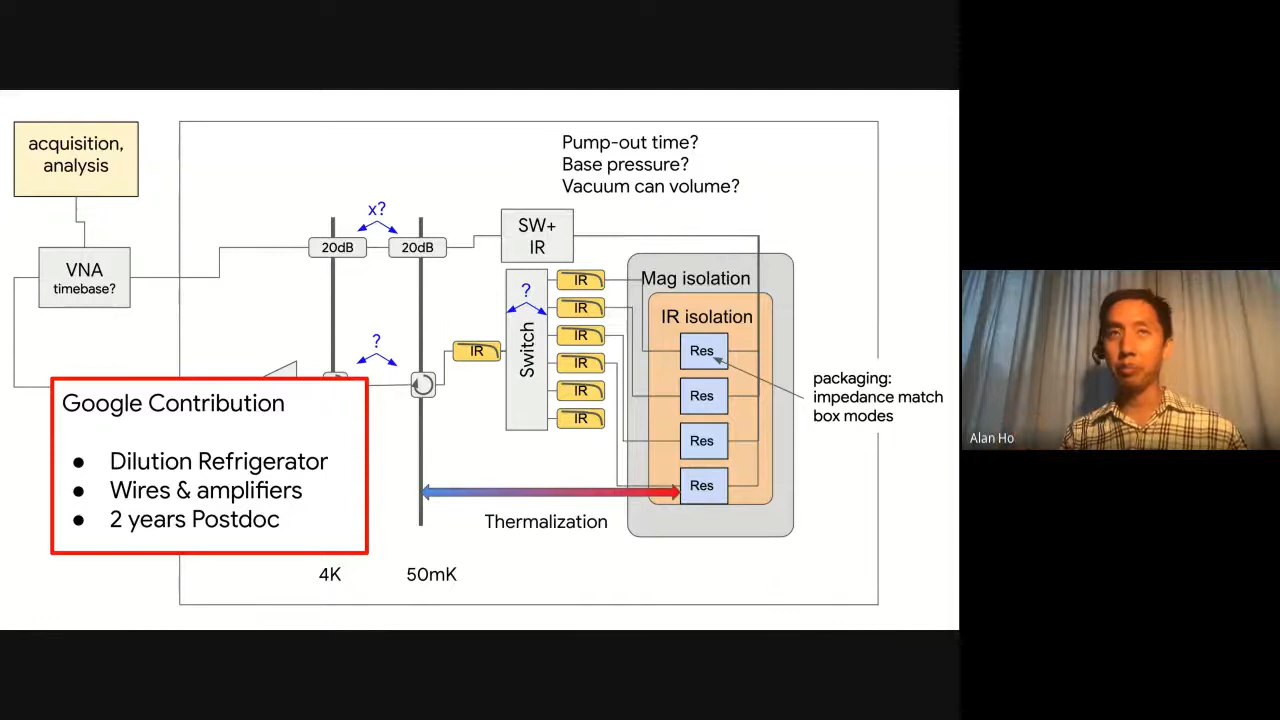 acquisition,
analysis
VNA
timebase?
Pump-out time?
Base pressure?
Vacuum can volume?
x?
20dB
20dB
SW+
IR
?
?
IR
Switch
IR
IR
IR
IR
IR
IR
Mag isolation
IR isolation
Res
Res
Res
Res
packaging:
impedance match
box modes
Google Contribution
● Dilution Refrigerator
● Wires & amplifiers
● 2 years Postdoc
Thermalization
4K
50mK
Alan Ho